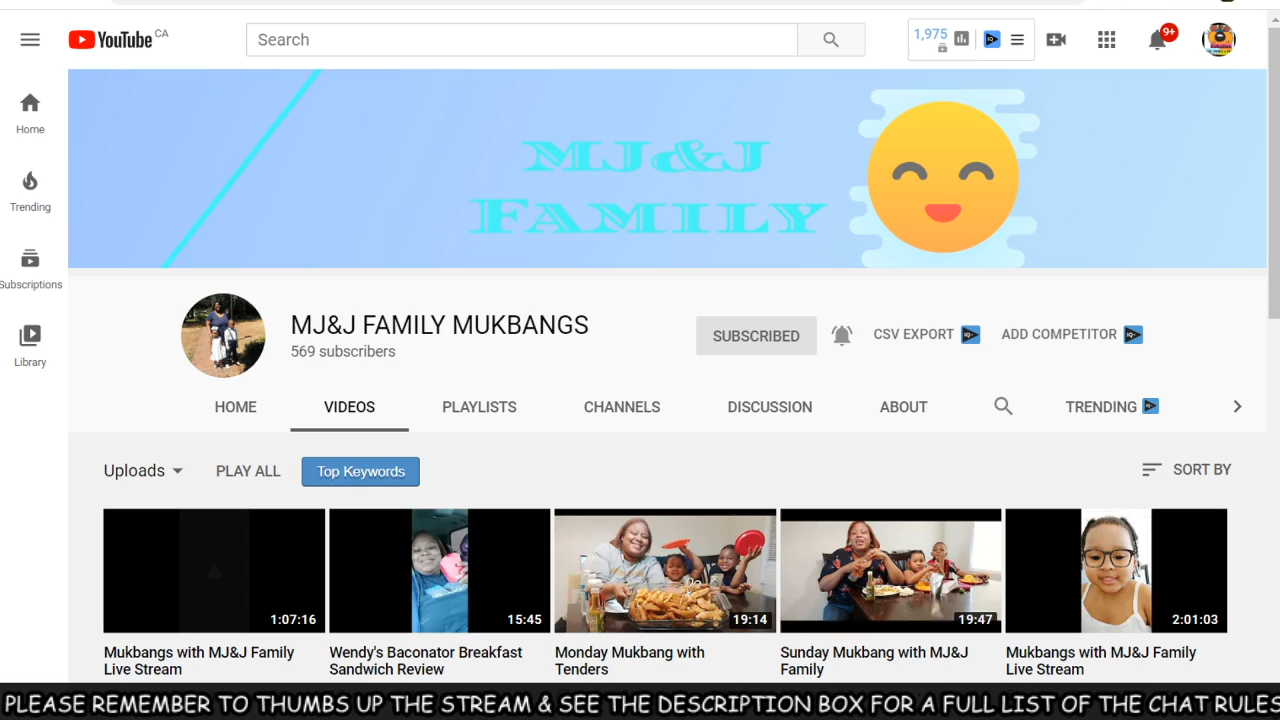 YouTube CA
Search
1,975
9+
Home
Trending
Subscriptions
Library
MJ&J
FAMILY
MJ&J FAMILY MUKBANGS
569 subscribers
SUBSCRIBED
CSV EXPORT
ADD COMPETITOR
HOME VIDEOS PLAYLISTS CHANNELS DISCUSSION ABOUT TRENDING
Uploads PLAY ALL Top Keywords SORT BY
1:07:16
15:45
19:14
19:47
2:01:03
Mukbangs with MJ&J Family
Live Stream
Wendy's Baconator Breakfast
Sandwich Review
Monday Mukbang with
Tenders
Sunday Mukbang with MJ&J
Family
Mukbangs with MJ&J Family
Live Stream
PLEASE REMEMBER TO THUMBS UP THE STREAM & SEE THE DESCRIPTION BOX FOR A FULL LIST OF THE CHAT RULES